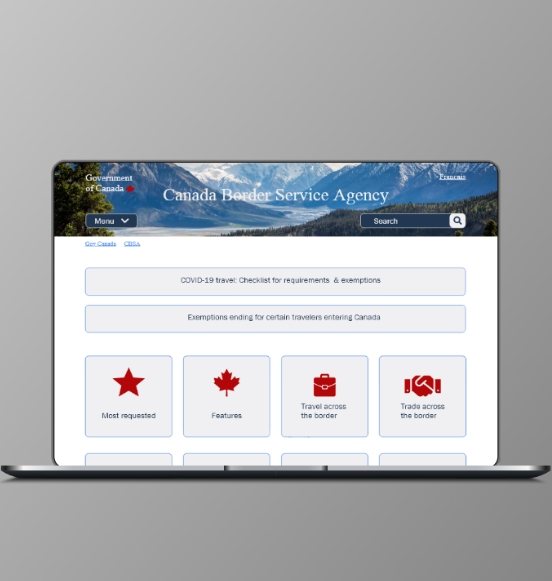 Government
of Canada
Français
Canada Border Service Agency
Menu
Search
Gov Canada CBSA
COVID-19 travel: Checklist for requirements & exemptions
Exemptions ending for certain travelers entering Canada
Most requested
Features
Travel across
the border
Trade across
the border